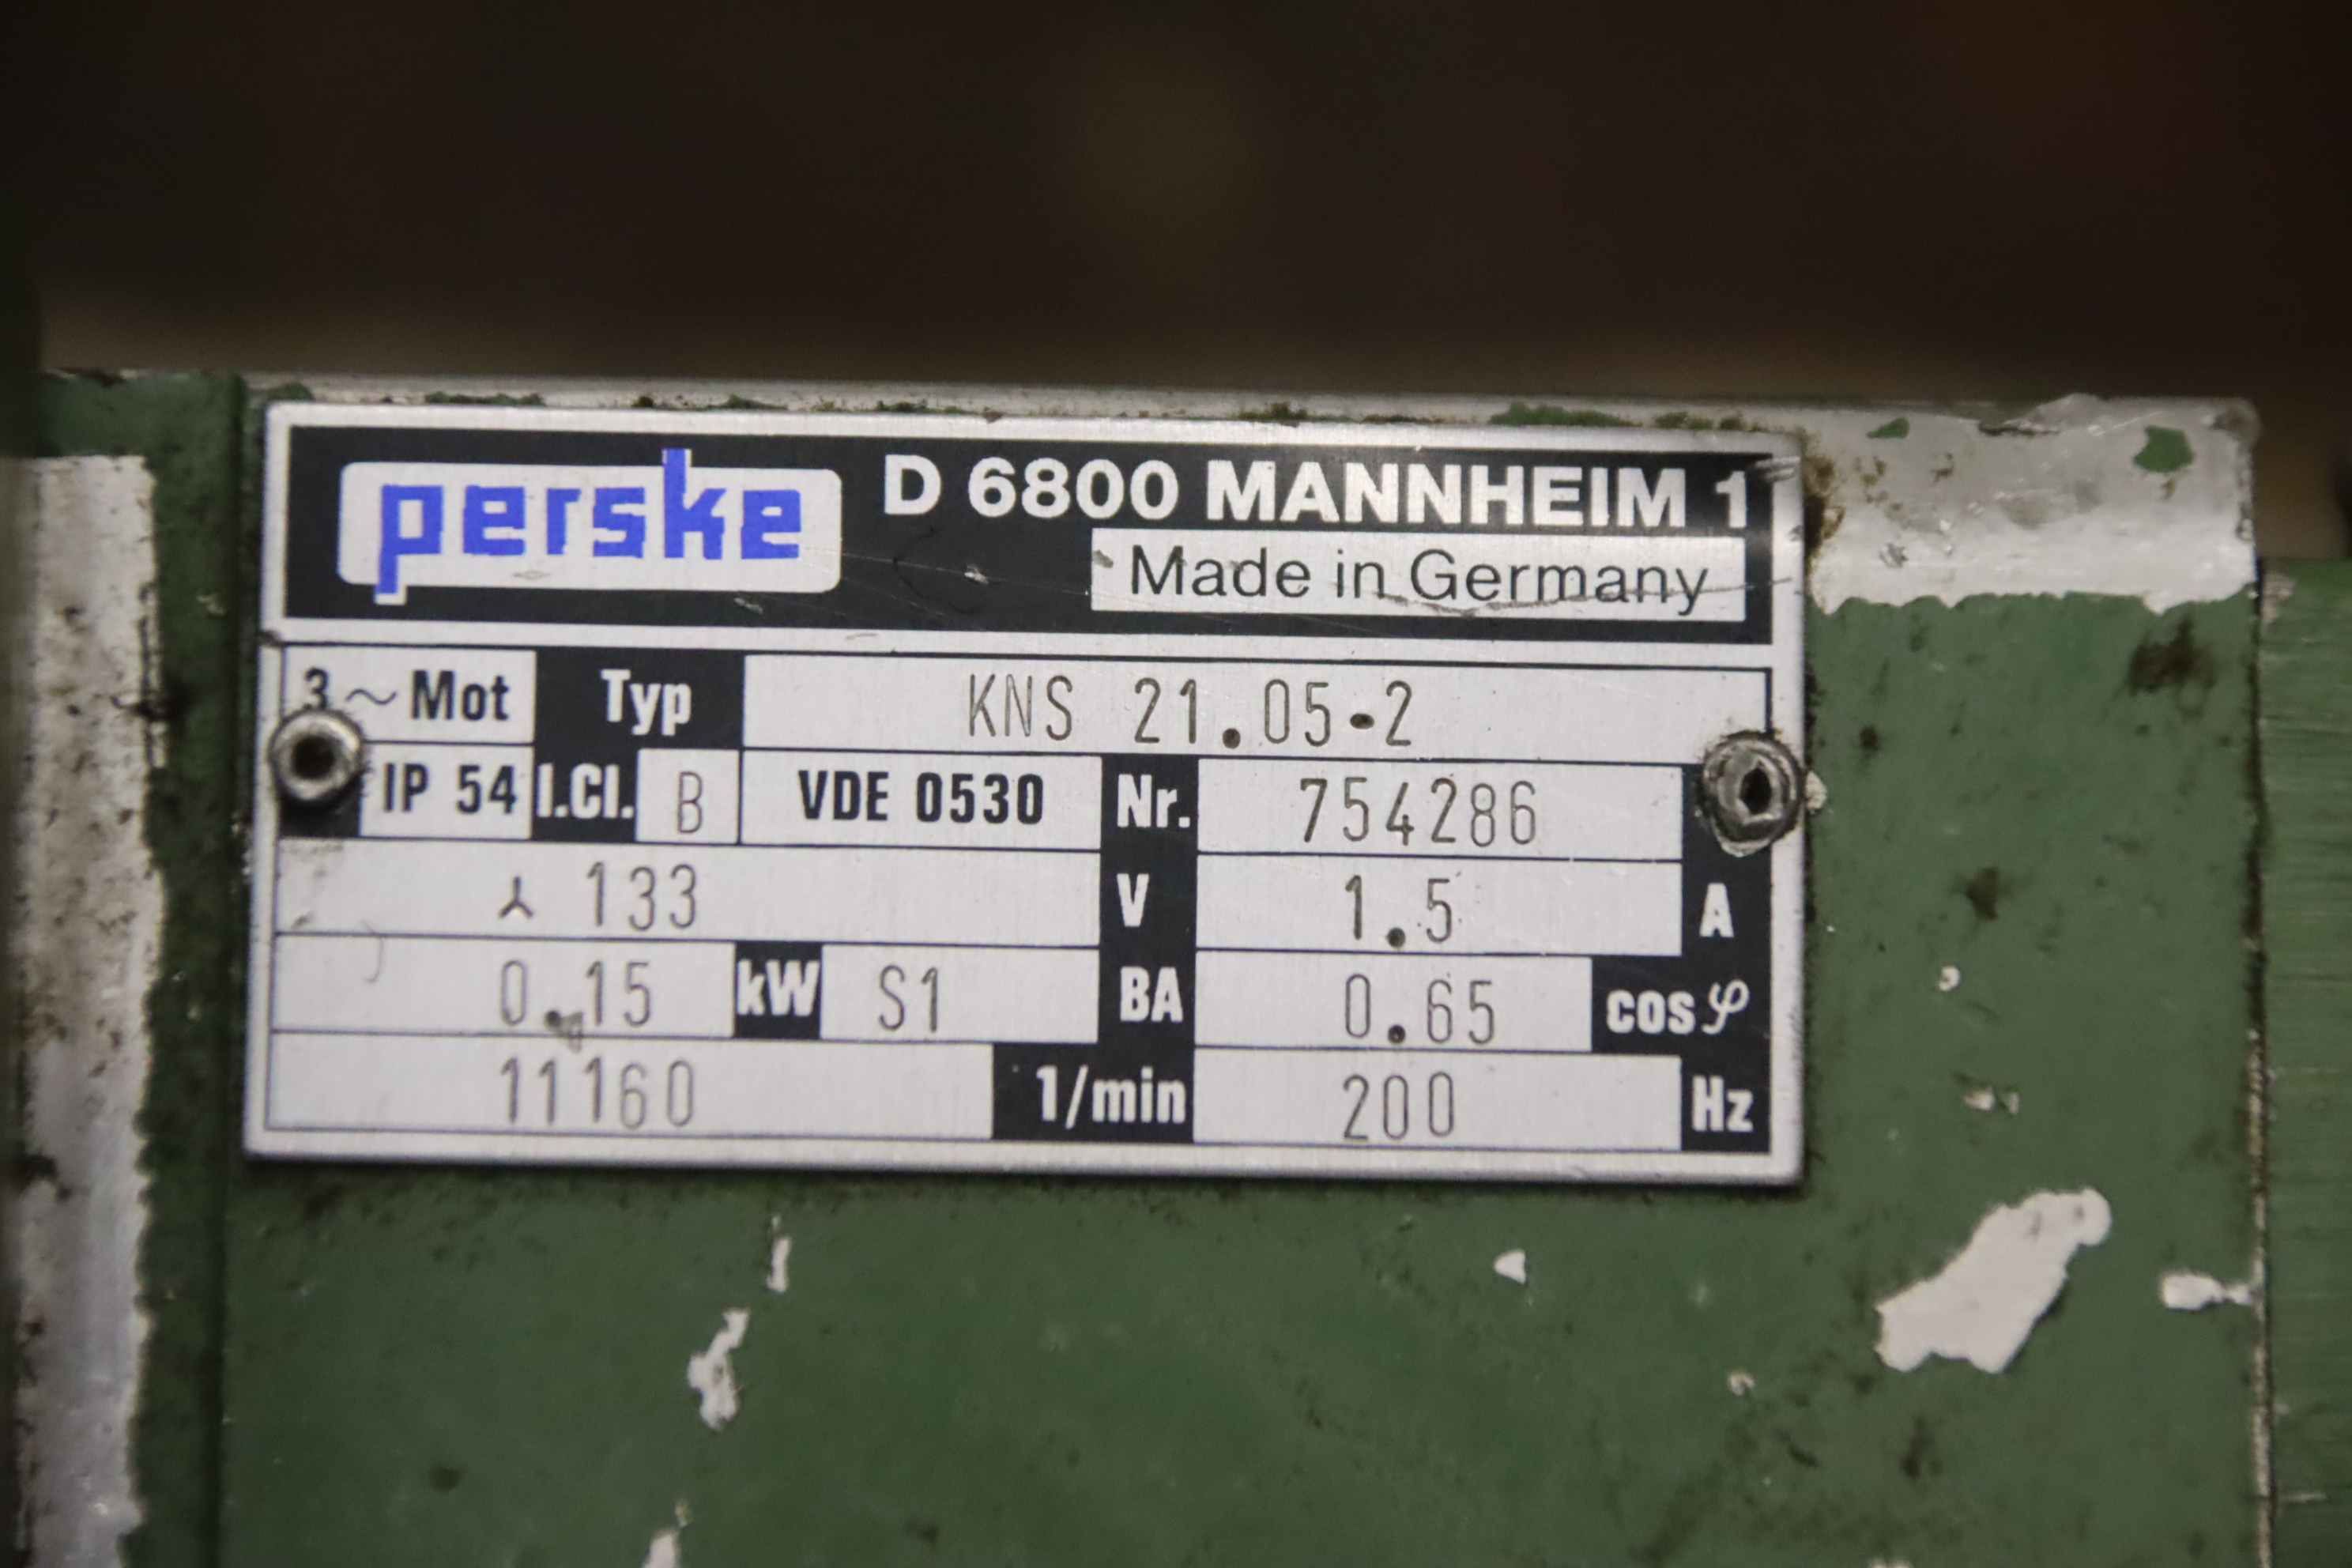 perske D 6800 MANNHEIM 1
Made in Germany
3 ~ Mot Typ KNS 21.05-2
IP 54 I.Cl. B VDE 0530 Nr. 754286
⅄ 133 V 1.5 A
0.15 kW S1 BA 0.65 cos φ
11160 1/min 200 Hz